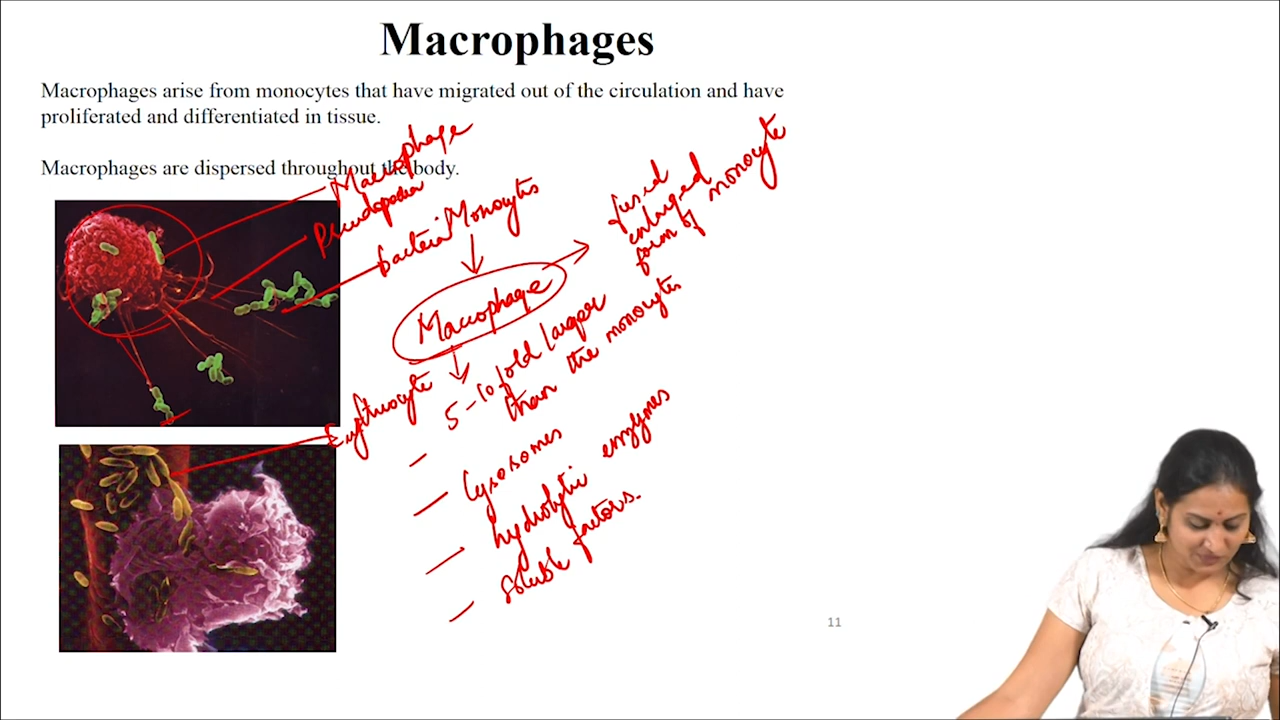 Macrophages
Macrophages arise from monocytes that have migrated out of the circulation and have
proliferated and differentiated in tissue.
Macrophages are dispersed throughout the body.
Macrophage
Pseudopodia
bacteria
Monocytes
Macrophage
fused
enlarged
form of monocyte
5-10 fold larger
than the monocytes
Erythrocyte
lysosomes
hydrolytic enzymes
soluble factors.
11